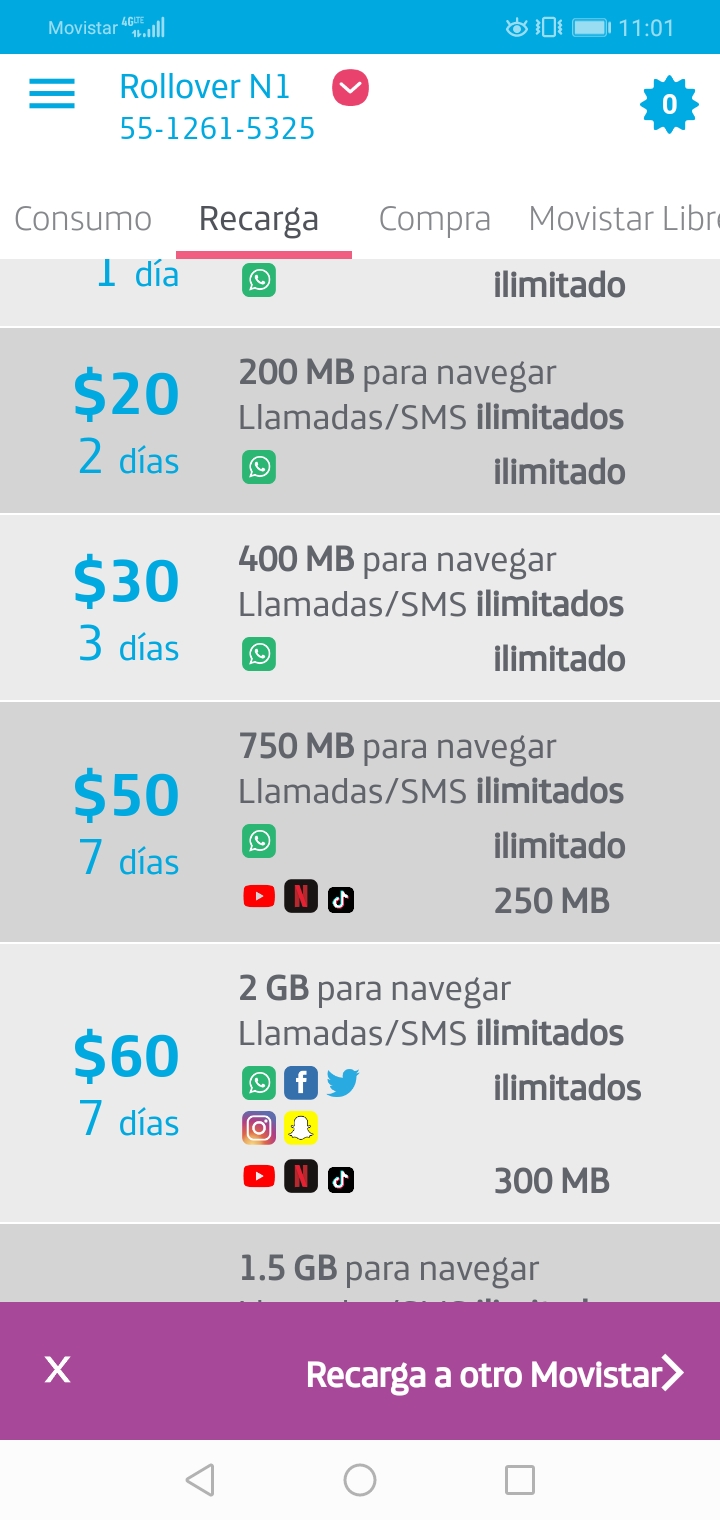 Movistar 4G LTE 11:01
Rollover N1
55-1261-5325
0
Consumo Recarga Compra Movistar Libre
1 día
ilimitado
$20
2 días
200 MB para navegar
Llamadas/SMS ilimitados
ilimitado
$30
3 días
400 MB para navegar
Llamadas/SMS ilimitados
ilimitado
$50
7 días
750 MB para navegar
Llamadas/SMS ilimitados
ilimitado
250 MB
$60
7 días
2 GB para navegar
Llamadas/SMS ilimitados
ilimitados
300 MB
1.5 GB para navegar
X Recarga a otro Movistar